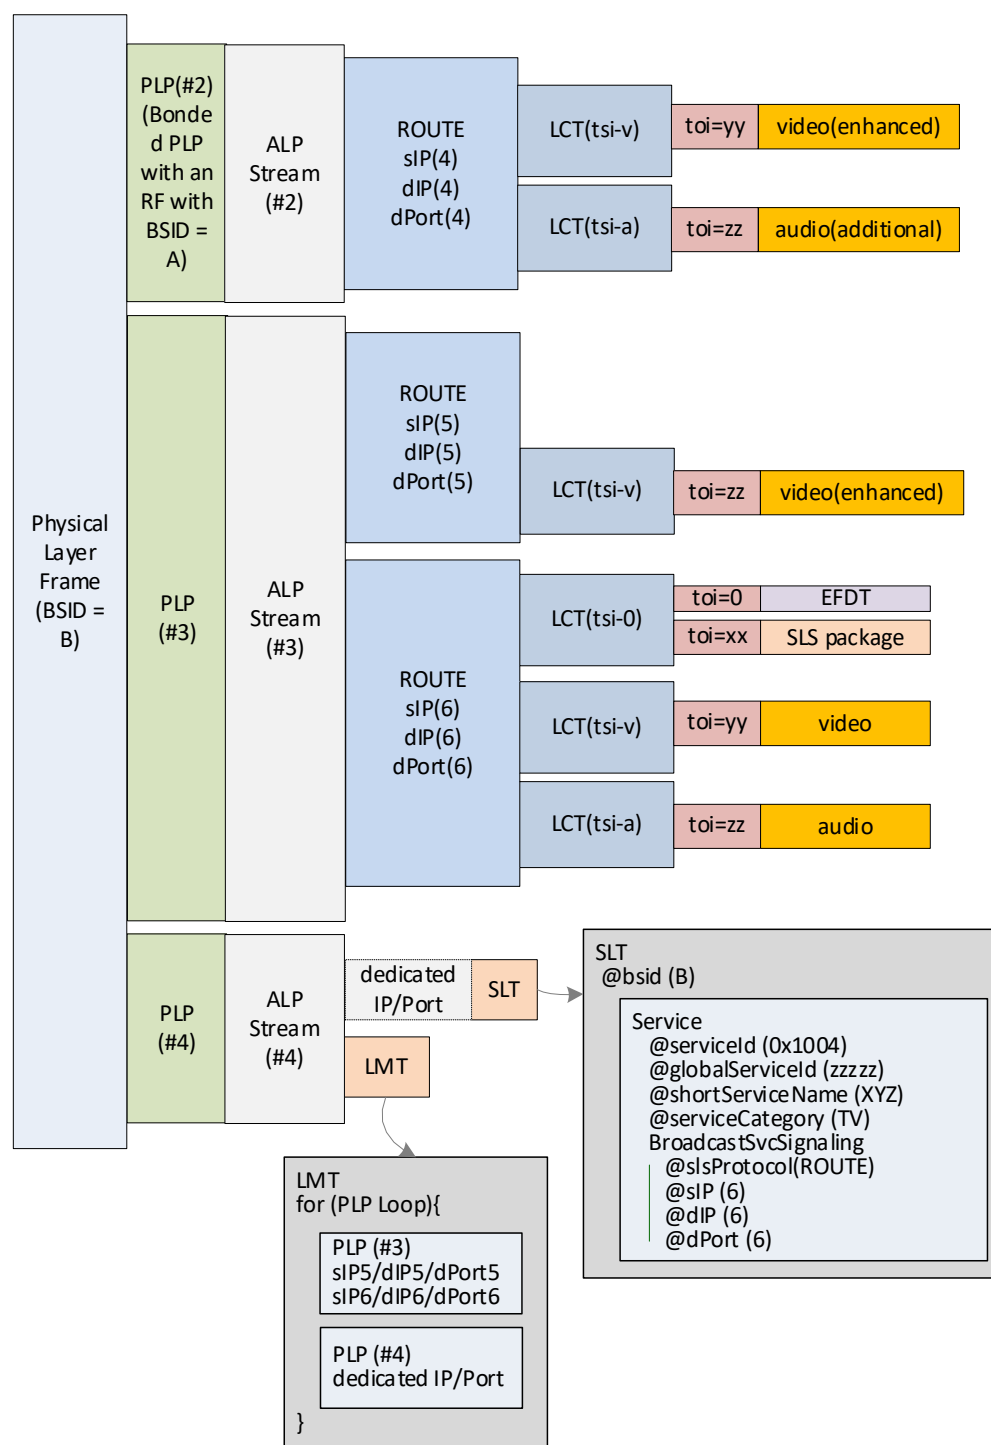 Physical
Layer
Frame
(BSID =
B)
PLP(#2)
(Bonde
d PLP
with an
RF with
BSID =
A)
ALP
Stream
(#2)
ROUTE
sIP(4)
dIP(4)
dPort(4)
LCT(tsi-v)
toi=yy
video(enhanced)
LCT(tsi-a)
toi=zz
audio(additional)
PLP
(#3)
ALP
Stream
(#3)
ROUTE
sIP(5)
dIP(5)
dPort(5)
LCT(tsi-v)
toi=zz
video(enhanced)
ROUTE
sIP(6)
dIP(6)
dPort(6)
LCT(tsi-0)
toi=0
EFDT
toi=xx
SLS package
LCT(tsi-v)
toi=yy
video
LCT(tsi-a)
toi=zz
audio
PLP
(#4)
ALP
Stream
(#4)
dedicated
IP/Port
SLT
LMT
SLT
@bsid (B)
Service
@serviceId (0x1004)
@globalServiceId (zzzzz)
@shortServiceName (XYZ)
@serviceCategory (TV)
BroadcastSvcSignaling
@slsProtocol(ROUTE)
@sIP (6)
@dIP (6)
@dPort (6)
LMT
for (PLP Loop){
PLP (#3)
sIP5/dIP5/dPort5
sIP6/dIP6/dPort6
PLP (#4)
dedicated IP/Port
}